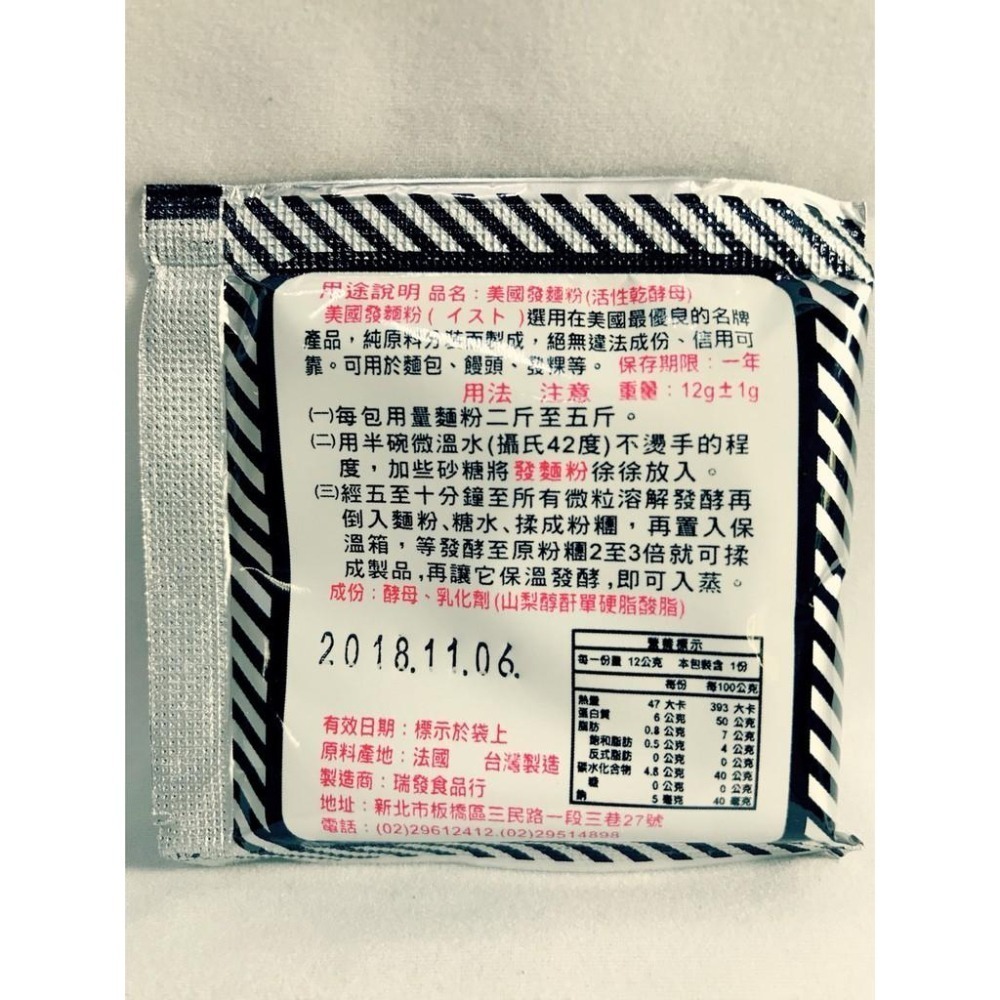 用途說明 品名：美國發麵粉(活性乾酵母)
美國發麵粉(イスト)選用在美國最優良的名牌
產品，純原料分裝而製成，絕無違法成份、信用可
靠。可用於麵包、饅頭、發粿等。 保存期限：一年
用法 注意 重量：12g±1g
㈠每包用量麵粉二斤至五斤。
㈡用半碗微溫水(攝氏42度)不燙手的程
度，加些砂糖將發麵粉徐徐放入。
㈢經五至十分鐘至所有微粒溶解發酵再
倒入麵粉、糖水、揉成粉糰，再置入保
溫箱，等發酵至原粉糰2至3倍就可揉
成製品,再讓它保溫發酵,即可入蒸。
成份：酵母、乳化劑(山梨醇酐單硬脂酸脂)
2018.11.06.
營養標示
每一份量 12公克 本包裝含 1份
每份 每100公克
熱量 47 大卡 393 大卡
蛋白質 6 公克 50 公克
脂肪 0.8 公克 7 公克
飽和脂肪 0.5 公克 4 公克
反式脂肪 0 公克 0 公克
碳水化合物 4.8 公克 40 公克
糖 0 公克 0 公克
鈉 5 毫克 40 毫克
有效日期：標示於袋上
原料產地：法國 台灣製造
製造商：瑞發食品行
地址：新北市板橋區三民路一段三巷27號
電話：(02)29612412.(02)29514898